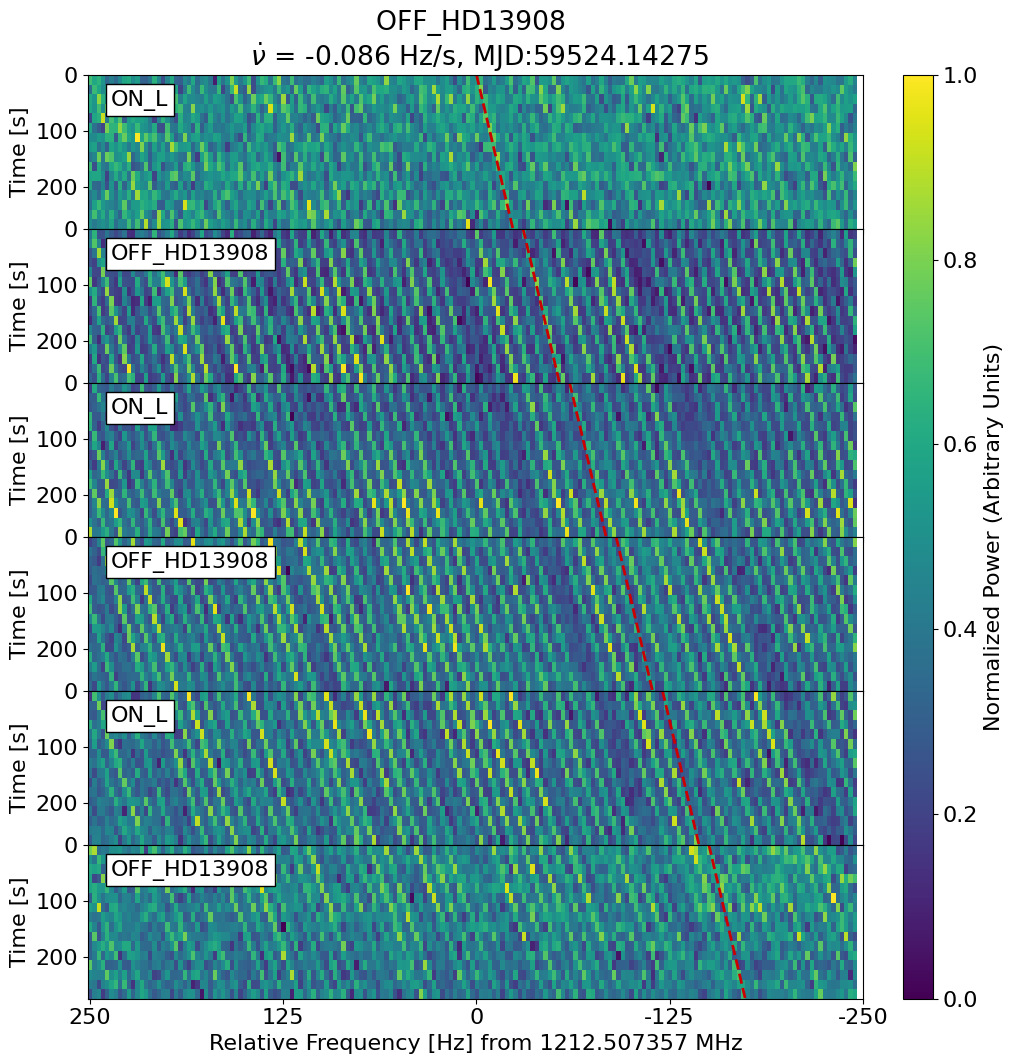 OFF_HD13908
ν̇ = -0.086 Hz/s, MJD:59524.14275
0
ON_L
100
200
Time [s]
0
OFF_HD13908
100
200
Time [s]
0
ON_L
100
200
Time [s]
0
OFF_HD13908
100
200
Time [s]
0
ON_L
100
200
Time [s]
0
OFF_HD13908
100
200
Time [s]
250 125 0 -125 -250
Relative Frequency [Hz] from 1212.507357 MHz
1.0
0.8
0.6
0.4
0.2
0.0
Normalized Power (Arbitrary Units)